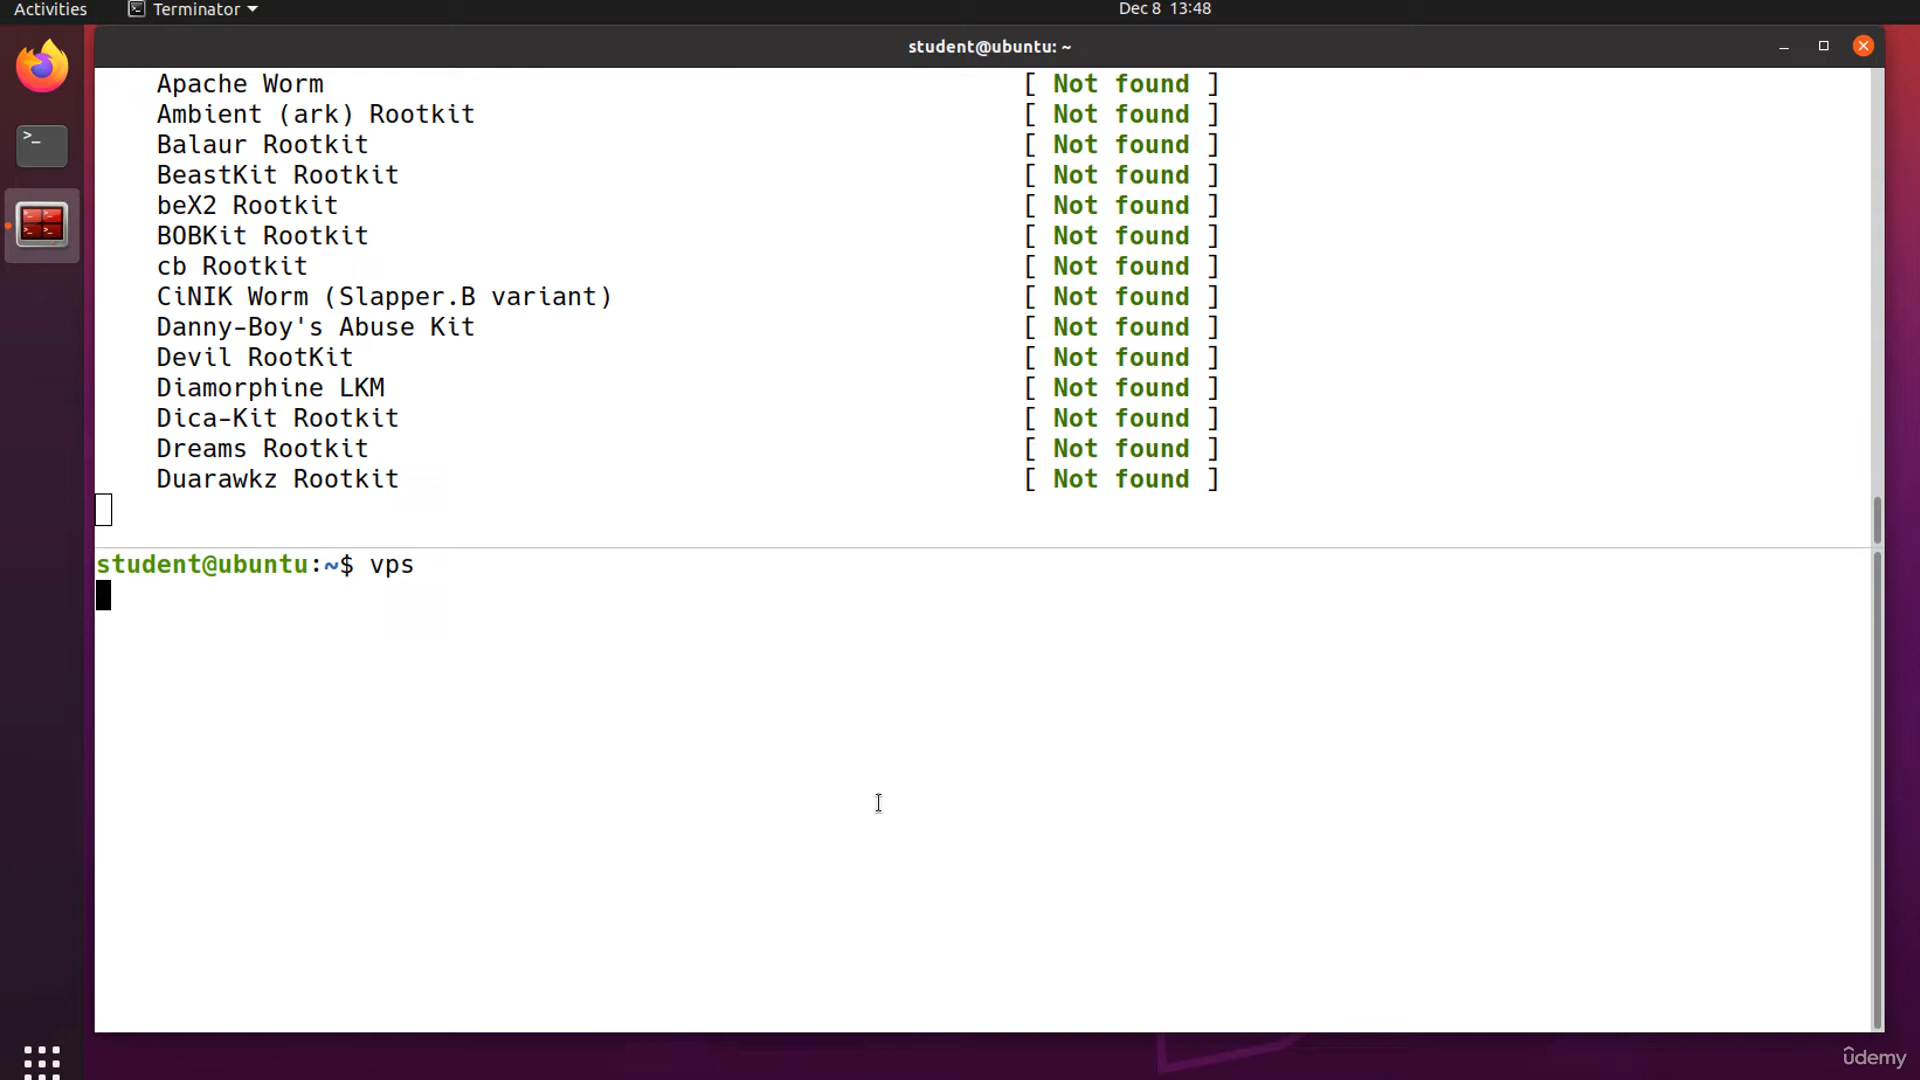 Activities Terminator Dec 8 13:48
student@ubuntu: ~
Apache Worm [ Not found ]
Ambient (ark) Rootkit [ Not found ]
Balaur Rootkit [ Not found ]
BeastKit Rootkit [ Not found ]
beX2 Rootkit [ Not found ]
BOBKit Rootkit [ Not found ]
cb Rootkit [ Not found ]
CiNIK Worm (Slapper.B variant) [ Not found ]
Danny-Boy's Abuse Kit [ Not found ]
Devil RootKit [ Not found ]
Diamorphine LKM [ Not found ]
Dica-Kit Rootkit [ Not found ]
Dreams Rootkit [ Not found ]
Duarawkz Rootkit [ Not found ]
student@ubuntu:~$ vps
ûdemy